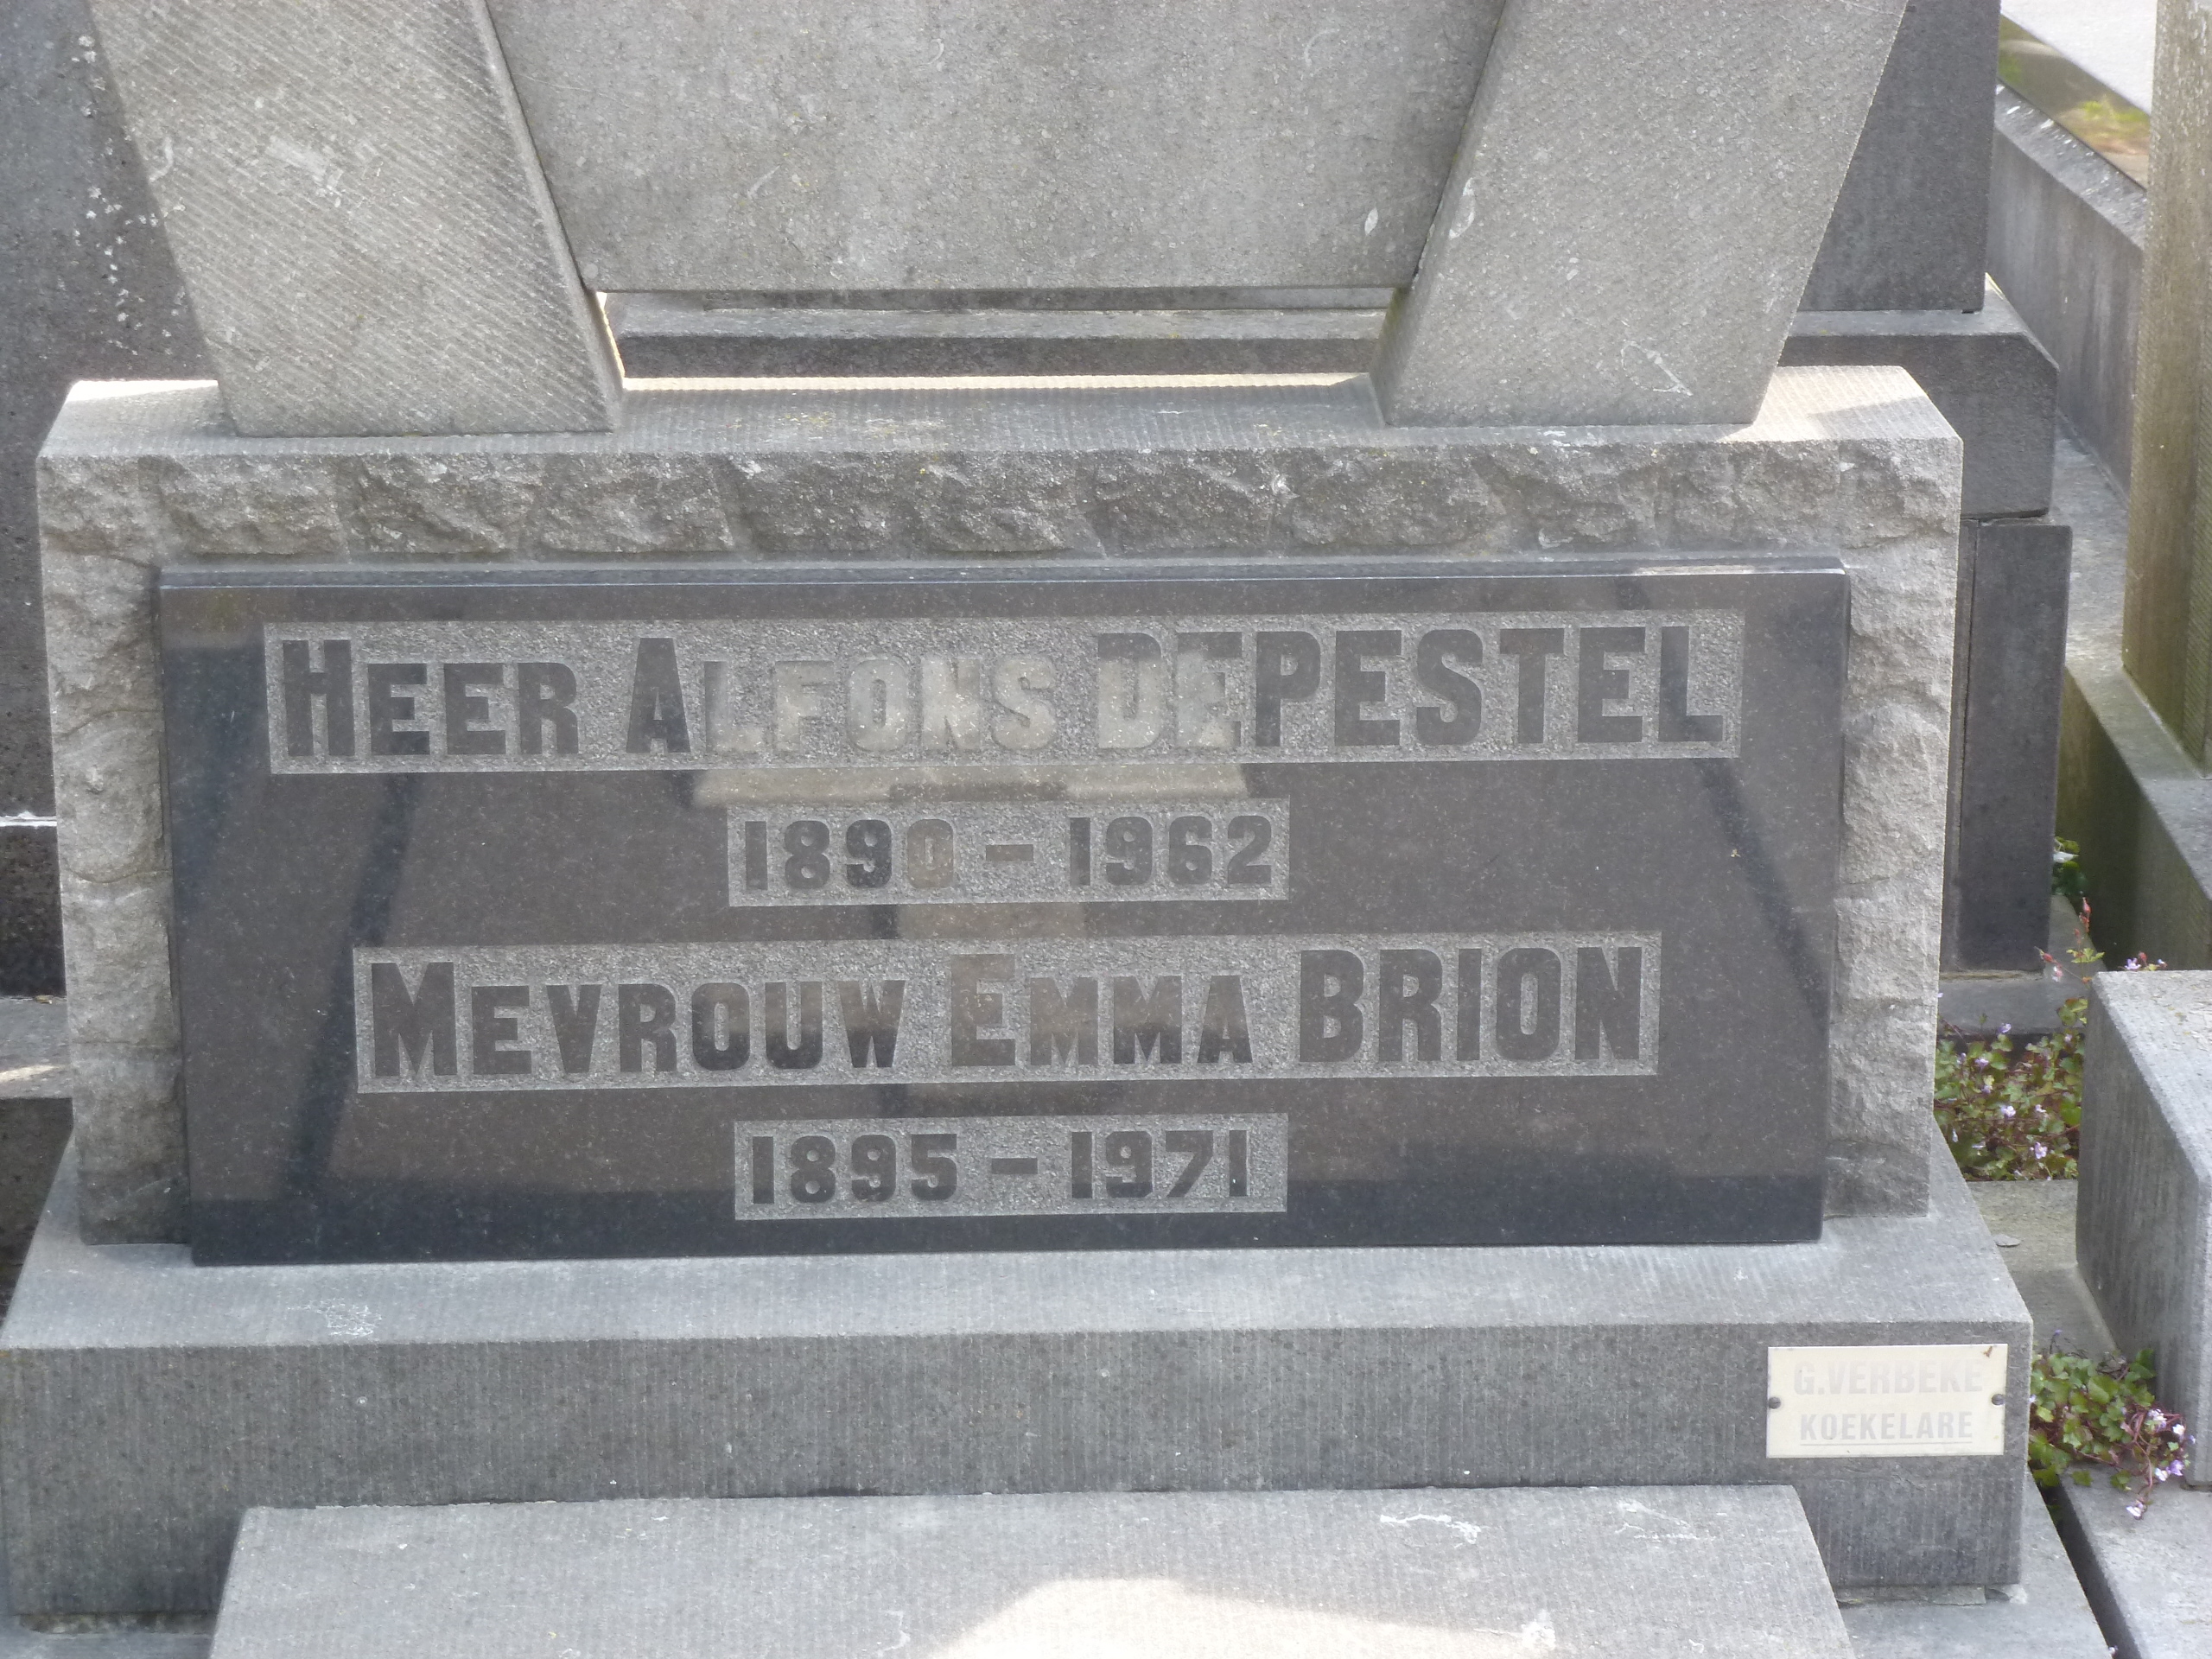 HEER ALFONS DEPESTEL
1890 – 1962
MEVROUW EMMA BRION
1895 – 1971
G. VERBEKE
KOEKELARE